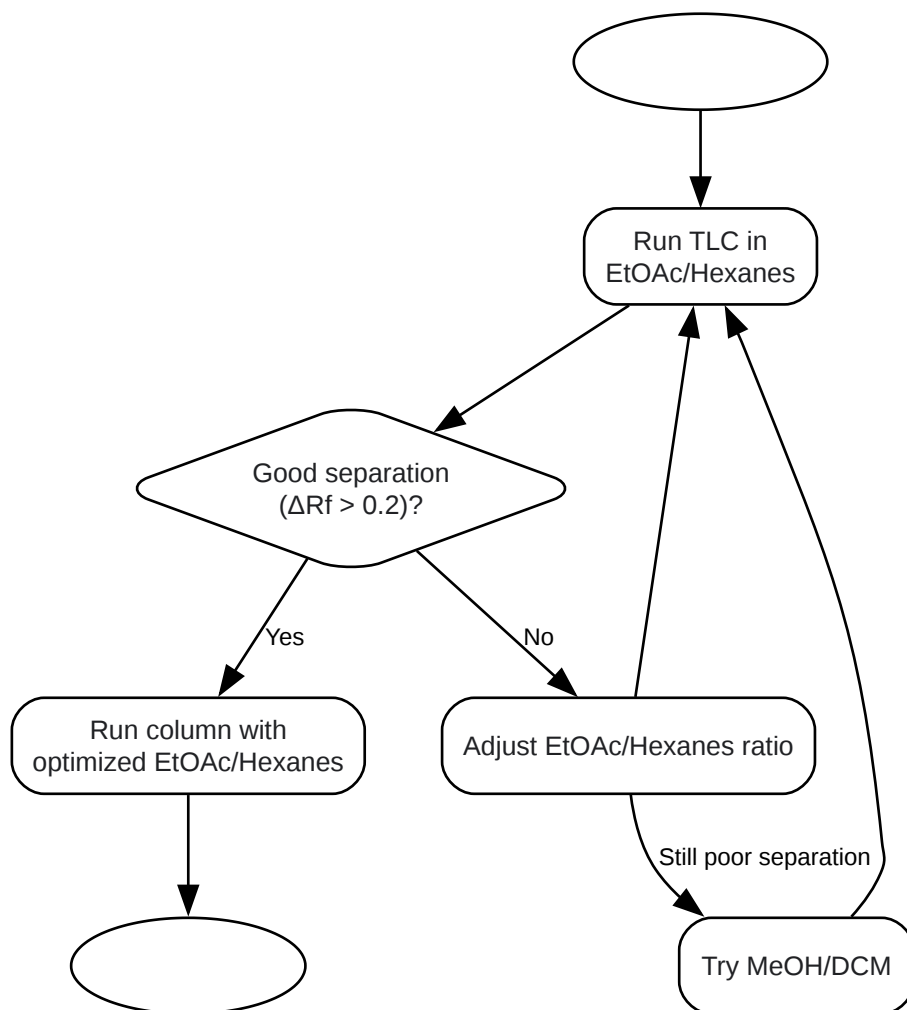 Run TLC in
EtOAc/Hexanes
Good separation
(ΔRf > 0.2)?
Yes
No
Run column with
optimized EtOAc/Hexanes
Adjust EtOAc/Hexanes ratio
Still poor separation
Try MeOH/DCM